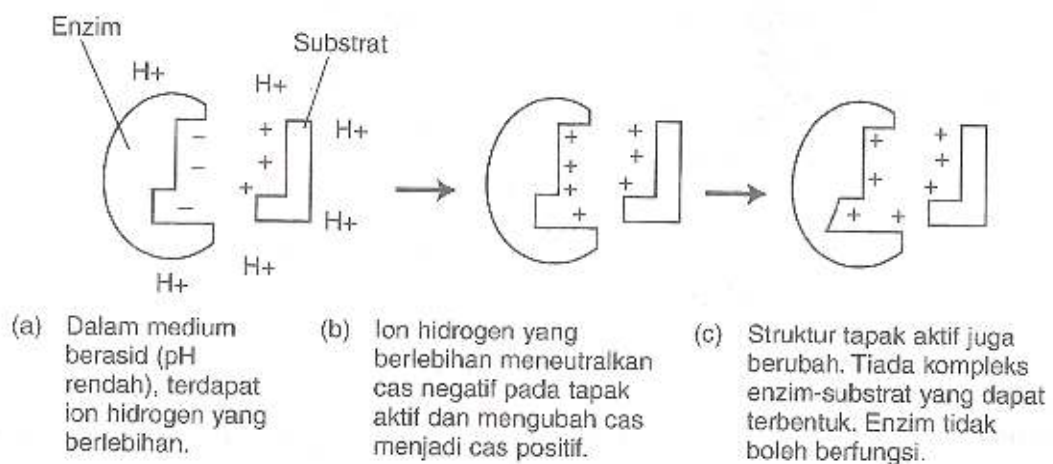 Enzim
Substrat
H+
H+
H+
H+
H+
H+
+
+
+
–
–
–
+
+
+
+
+
+
+
+
+
+
+
+
+
+
(a) Dalam medium
berasid (pH
rendah), terdapat
ion hidrogen yang
berlebihan.
(b) Ion hidrogen yang
berlebihan meneutralkan
cas negatif pada tapak
aktif dan mengubah cas
menjadi cas positif.
(c) Struktur tapak aktif juga
berubah. Tiada kompleks
enzim-substrat yang dapat
terbentuk. Enzim tidak
boleh berfungsi.